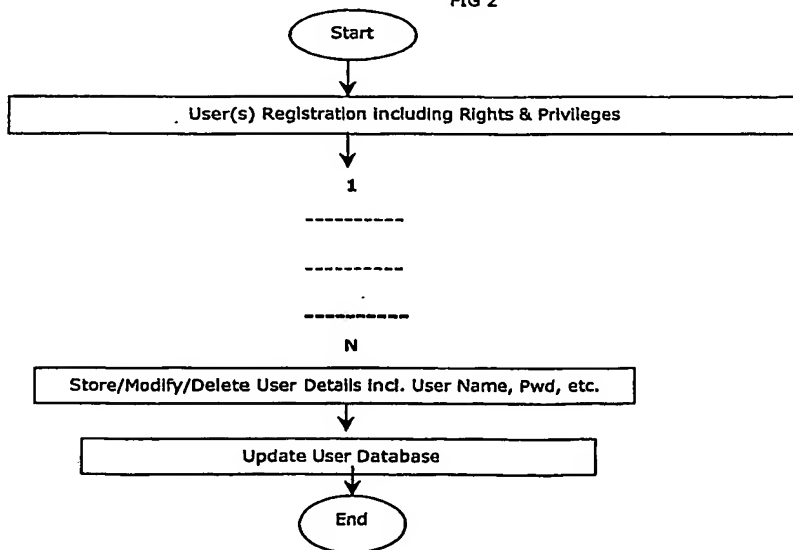 FIG 2
Start
User(s) Registration including Rights & Privileges
1
----------
----------
----------
N
Store/Modify/Delete User Details incl. User Name, Pwd, etc.
Update User Database
End